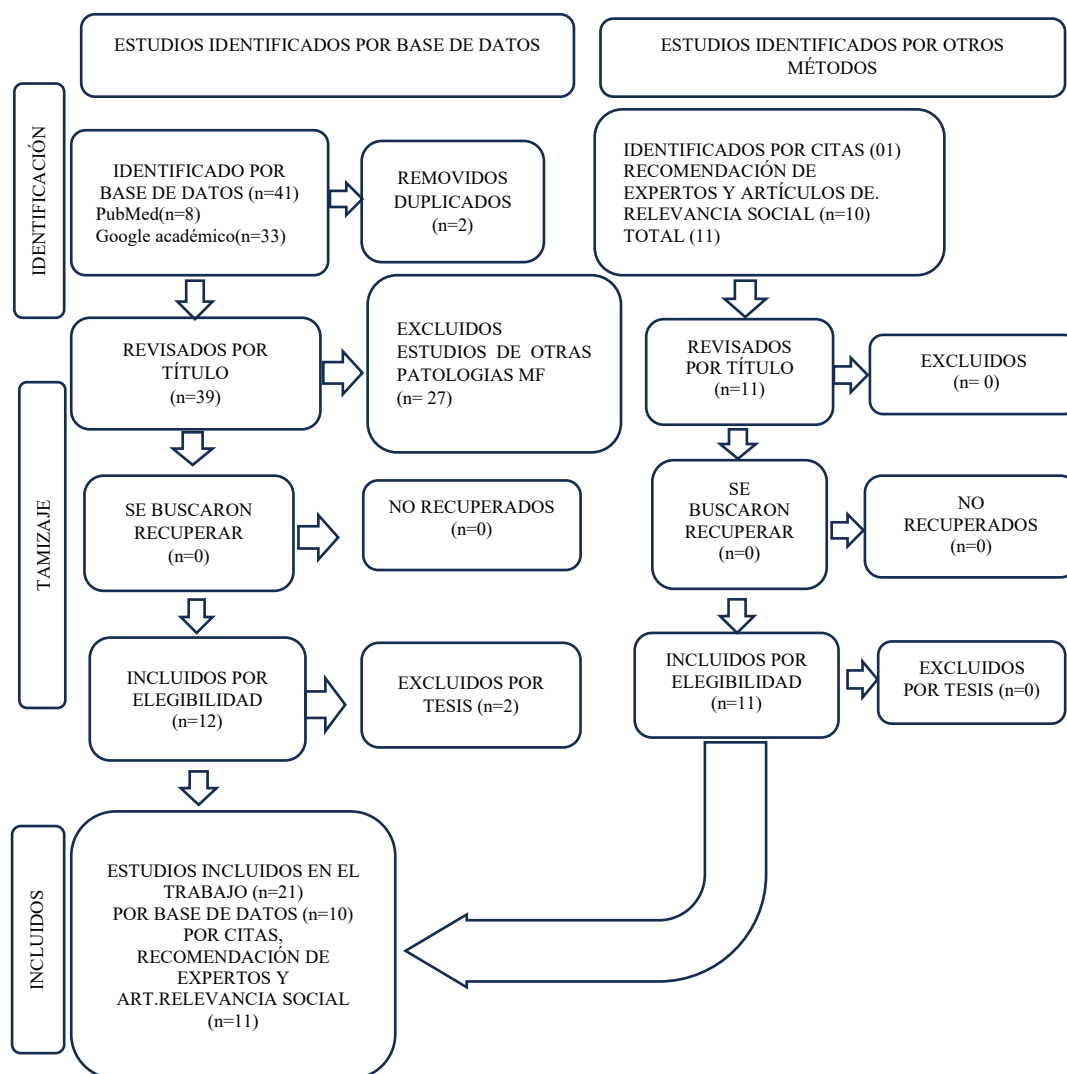 ESTUDIOS IDENTIFICADOS POR BASE DE DATOS
ESTUDIOS IDENTIFICADOS POR OTROS
MÉTODOS
IDENTIFICACIÓN
IDENTIFICADO POR
BASE DE DATOS (n=41)
PubMed(n=8)
Google académico(n=33)
REMOVIDOS
DUPLICADOS
(n=2)
IDENTIFICADOS POR CITAS (01)
RECOMENDACIÓN DE
EXPERTOS Y ARTÍCULOS DE.
RELEVANCIA SOCIAL (n=10)
TOTAL (11)
TAMIZAJE
REVISADOS POR
TÍTULO
(n=39)
EXCLUIDOS
ESTUDIOS DE OTRAS
PATOLOGIAS MF
(n= 27)
REVISADOS
POR TÍTULO
(n=11)
EXCLUIDOS
(n= 0)
SE BUSCARON
RECUPERAR
(n=0)
NO RECUPERADOS
(n=0)
SE
BUSCARON
RECUPERAR
(n=0)
NO
RECUPERADOS
(n=0)
INCLUIDOS POR
ELEGIBILIDAD
(n=12)
EXCLUIDOS POR
TESIS (n=2)
INCLUIDOS POR
ELEGIBILIDAD
(n=11)
EXCLUIDOS
POR TESIS (n=0)
INCLUIDOS
ESTUDIOS INCLUIDOS EN EL
TRABAJO (n=21)
POR BASE DE DATOS (n=10)
POR CITAS,
RECOMENDACIÓN DE
EXPERTOS Y
ART.RELEVANCIA SOCIAL
(n=11)